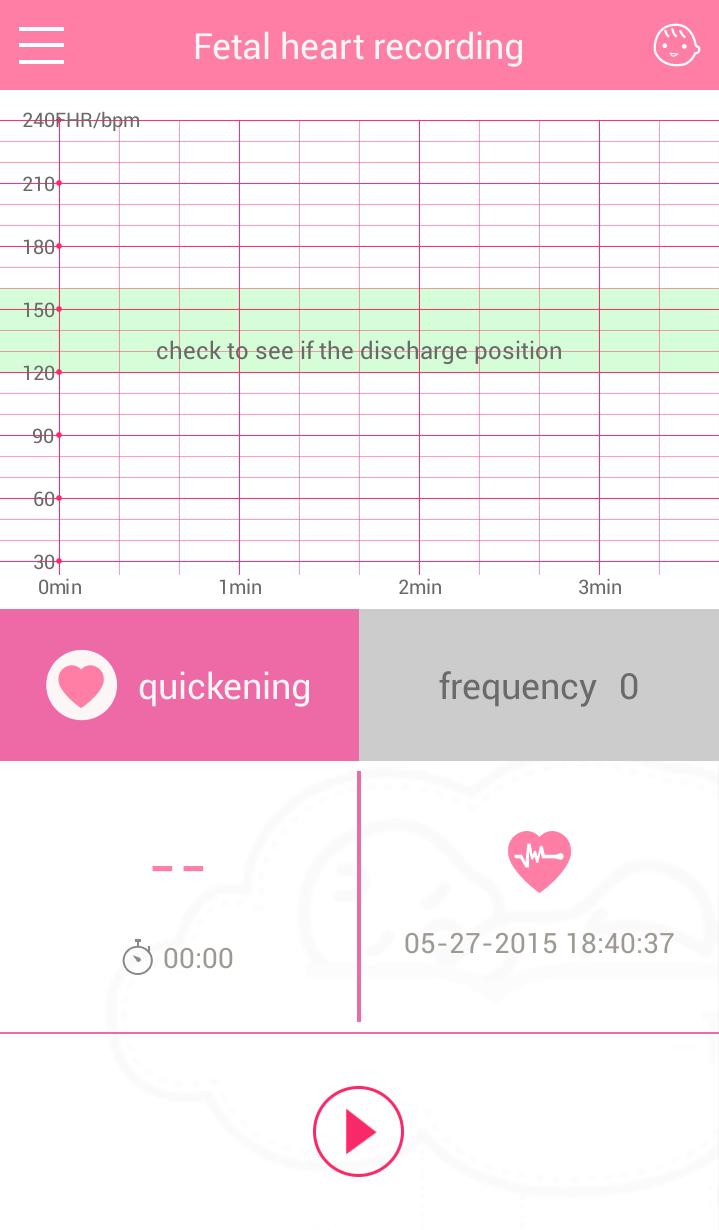 Fetal heart recording
240FHR/bpm
210
180
150
check to see if the discharge position
120
90
60
30
0min 1min 2min 3min
quickening frequency 0
--
05-27-2015 18:40:37
00:00